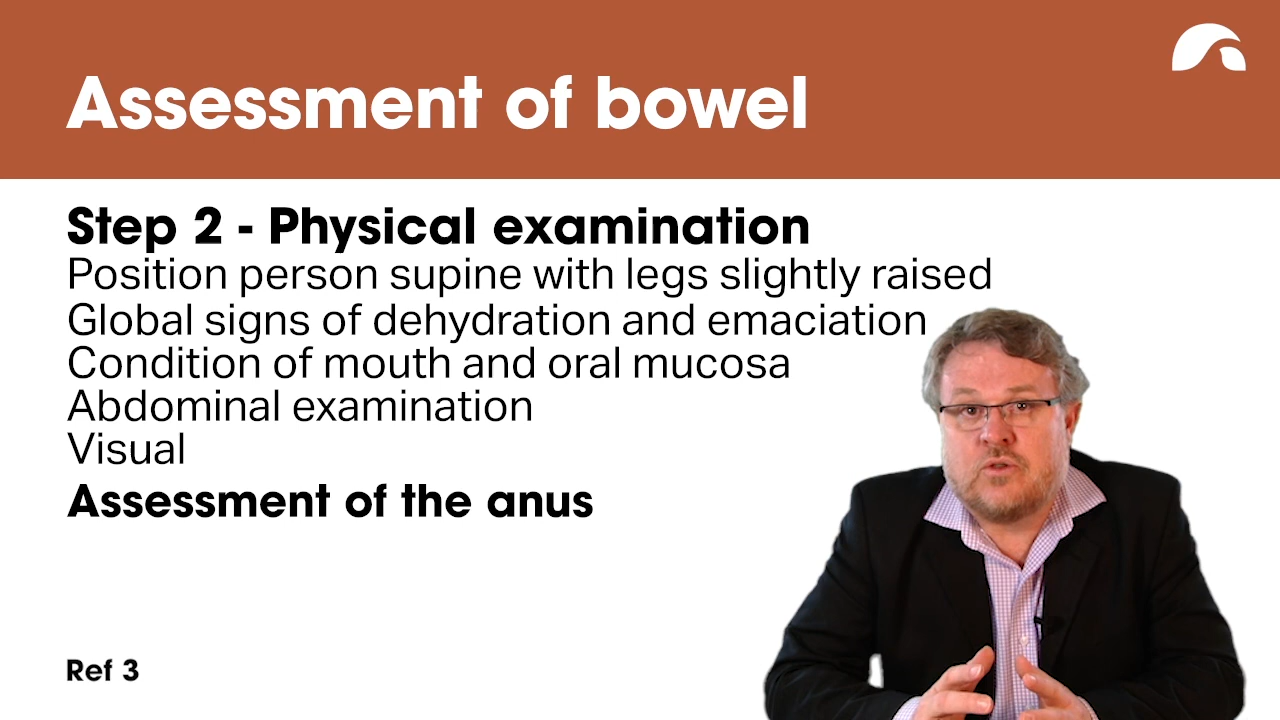 Assessment of bowel
Step 2 - Physical examination
Position person supine with legs slightly raised
Global signs of dehydration and emaciation
Condition of mouth and oral mucosa
Abdominal examination
Visual
Assessment of the anus
Ref 3